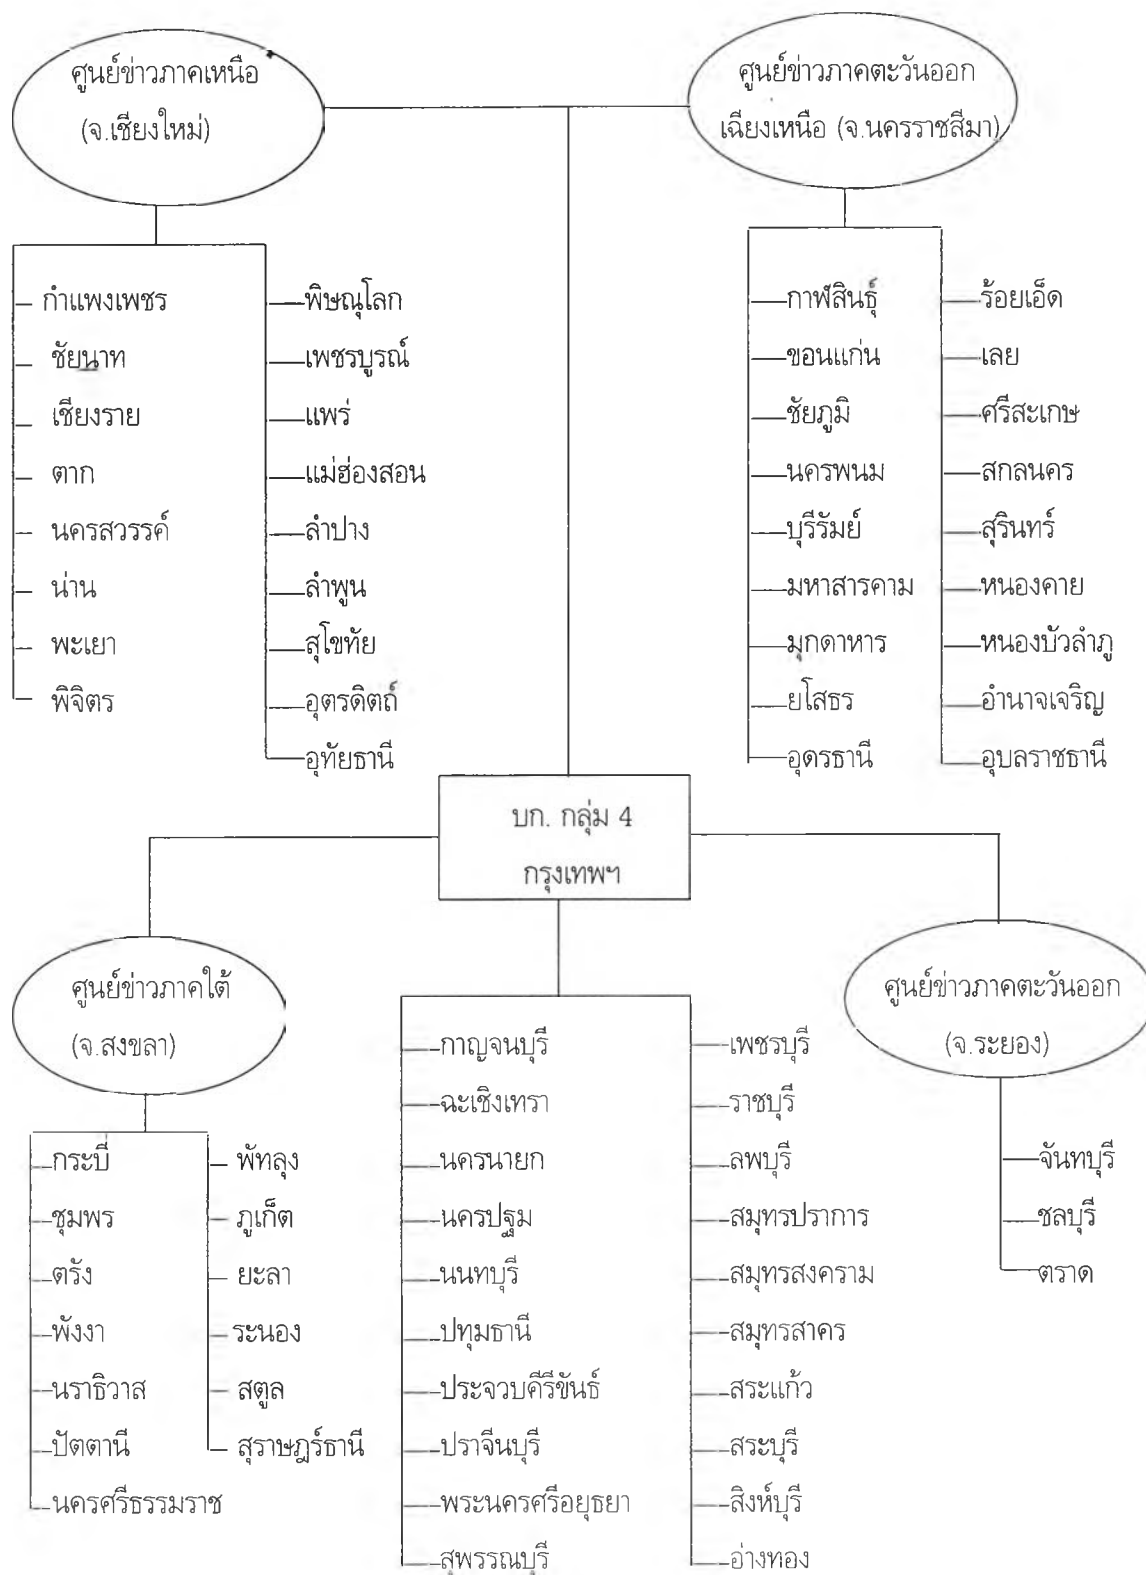 ศูนย์ข่าวภาคเหนือ
(จ.เชียงใหม่)
กำแพงเพชร
ชัยนาท
เชียงราย
ตาก
นครสวรรค์
น่าน
พะเยา
พิจิตร
พิษณุโลก
เพชรบูรณ์
แพร่
แม่ฮ่องสอน
ลำปาง
ลำพูน
สุโขทัย
อุตรดิตถ์
อุทัยธานี
ศูนย์ข่าวภาคตะวันออก
เฉียงเหนือ (จ.นครราชสีมา)
กาฬสินธุ์
ขอนแก่น
ชัยภูมิ
นครพนม
บุรีรัมย์
มหาสารคาม
มุกดาหาร
ยโสธร
อุดรธานี
ร้อยเอ็ด
เลย
ศรีสะเกษ
สกลนคร
สุรินทร์
หนองคาย
หนองบัวลำภู
อำนาจเจริญ
อุบลราชธานี
บก. กลุ่ม 4
กรุงเทพฯ
ศูนย์ข่าวภาคใต้
(จ.สงขลา)
กระบี่
ชุมพร
ตรัง
พังงา
นราธิวาส
ปัตตานี
นครศรีธรรมราช
พัทลุง
ภูเก็ต
ยะลา
ระนอง
สตูล
สุราษฎร์ธานี
กาญจนบุรี
ฉะเชิงเทรา
นครนายก
นครปฐม
นนทบุรี
ปทุมธานี
ประจวบคีรีขันธ์
ปราจีนบุรี
พระนครศรีอยุธยา
สุพรรณบุรี
เพชรบุรี
ราชบุรี
ลพบุรี
สมุทรปราการ
สมุทรสงคราม
สมุทรสาคร
สระแก้ว
สระบุรี
สิงห์บุรี
อ่างทอง
ศูนย์ข่าวภาคตะวันออก
(จ.ระยอง)
จันทบุรี
ชลบุรี
ตราด